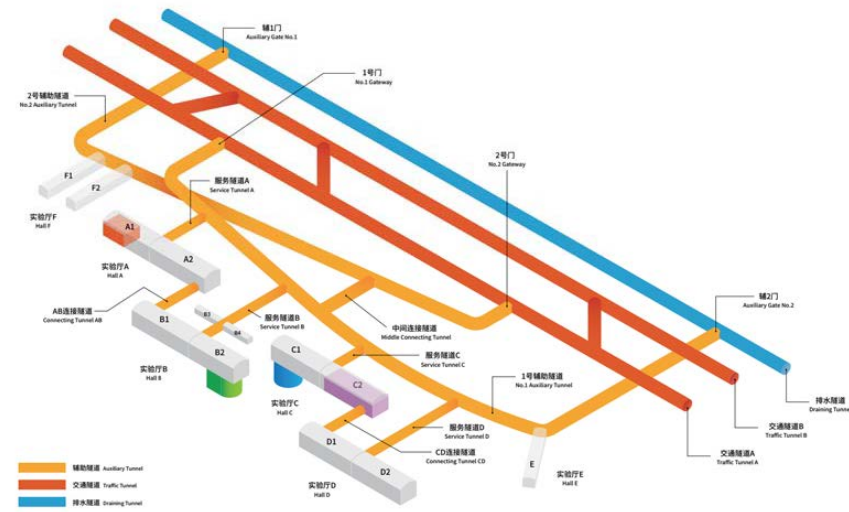 辅1门
Auxiliary Gate No.1
1号门
No.1 Gateway
2号辅助隧道
No.2 Auxiliary Tunnel
2号门
No.2 Gateway
F1
F2
服务隧道A
Service Tunnel A
实验厅F
Hall F
A1
A2
实验厅A
Hall A
辅2门
Auxiliary Gate No.2
AB连接隧道
Connecting Tunnel AB
B1
B3
B4
服务隧道B
Service Tunnel B
中间连接隧道
Middle Connecting Tunnel
B2
C1
服务隧道C
Service Tunnel C
实验厅B
Hall B
C2
1号辅助隧道
No.1 Auxiliary Tunnel
实验厅C
Hall C
排水隧道
Draining Tunnel
服务隧道D
Service Tunnel D
交通隧道B
Traffic Tunnel B
D1
CD连接隧道
Connecting Tunnel CD
交通隧道A
Traffic Tunnel A
D2
E
实验厅E
Hall E
实验厅D
Hall D
辅助隧道 Auxiliary Tunnel
交通隧道 Traffic Tunnel
排水隧道 Draining Tunnel